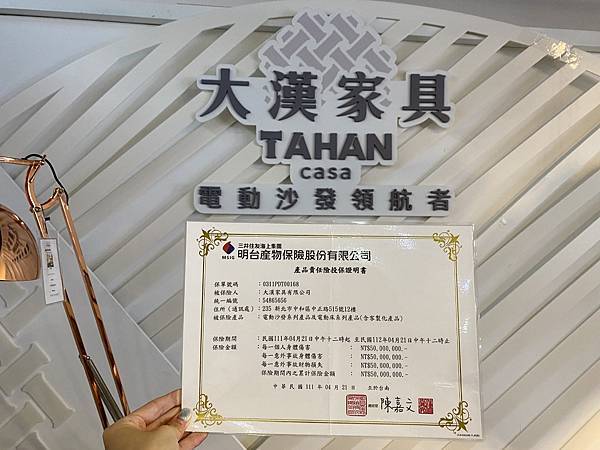 大漢家具
TAHAN
casa
電動沙發領航者
三井住友海上集團
MSIG 明台產物保險股份有限公司
產品責任險投保證明書
保單號碼 : 0311PDT00168
被保險人 : 大漢家具有限公司
統一編號 : 54865656
住所(通訊處) : 235 新北市中和區中正路515號12樓
被保險產品 : 電動沙發系列產品及電動床系列產品(含客製化產品)
保險期間 : 民國111年04月21日中午十二時起 至民國112年04月21日中午十二時止
保險金額 : 每一個人身體傷害 : NT$50,000,000.-
每一意外事故身體傷害 : NT$50,000,000.-
每一意外事故財物損失 : NT$50,000,000.-
保險期間內之累計保險金額 : NT$50,000,000.-
中華民國 111 年 04 月 21 日 立於台南
陳嘉文